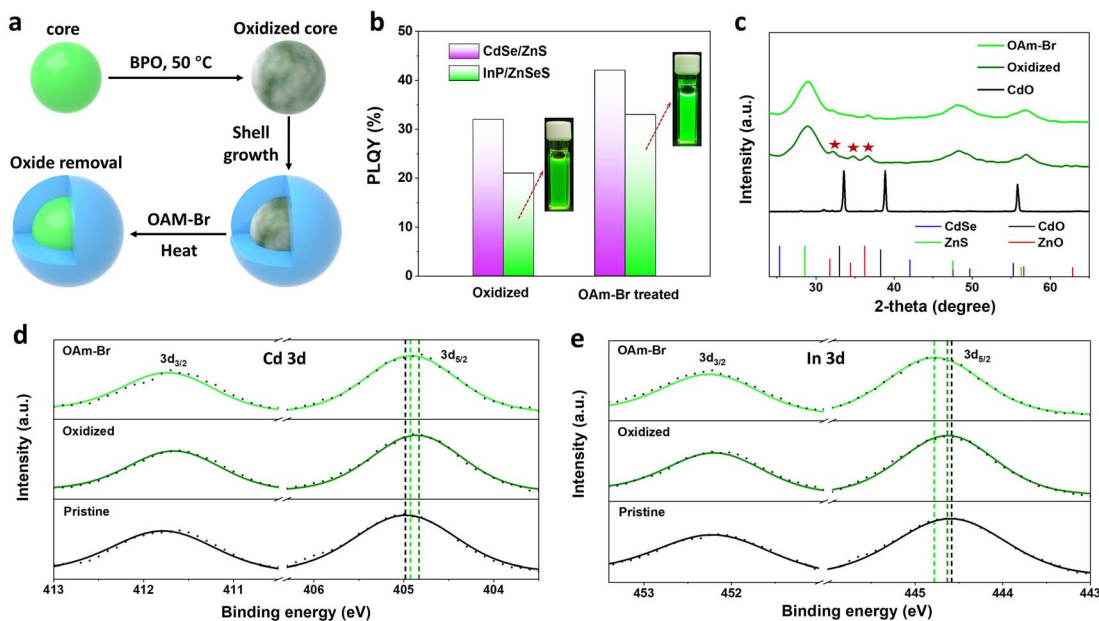 a
core
Oxidized core
BPO, 50 °C
Shell
growth
Oxide removal
OAM-Br
Heat
b
50
40
30
20
10
0
PLQY (%)
CdSe/ZnS
InP/ZnSeS
Oxidized
OAm-Br treated
c
Intensity (a.u.)
OAm-Br
Oxidized
CdO
CdSe
CdO
ZnS
ZnO
30 40 50 60
2-theta (degree)
d
OAm-Br
3d3/2
Cd 3d
3d5/2
Oxidized
Pristine
Intensity (a.u.)
413 412 411 406 405 404
Binding energy (eV)
e
OAm-Br
3d3/2
In 3d
3d5/2
Oxidized
Pristine
Intensity (a.u.)
453 452 445 444 443
Binding energy (eV)